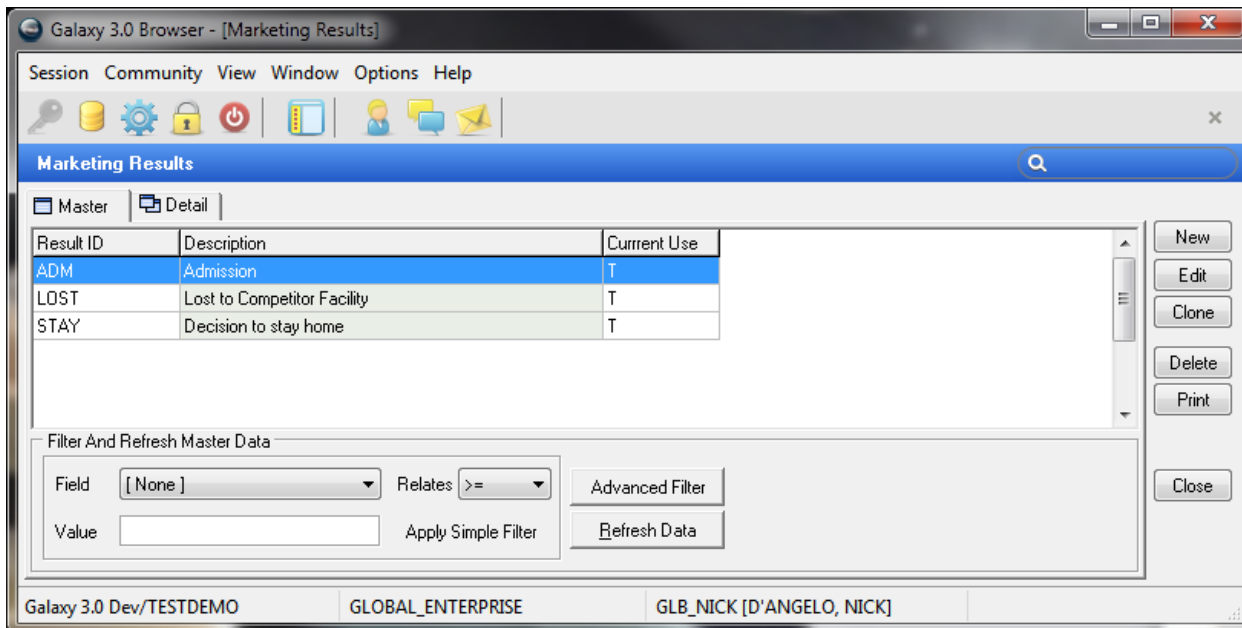 Galaxy 3.0 Browser - [Marketing Results]
Session Community View Window Options Help
Marketing Results
Master Detail
Result ID Description Currrent Use
ADM Admission T
LOST Lost to Competitor Facility T
STAY Decision to stay home T
New
Edit
Clone
Delete
Print
Close
Filter And Refresh Master Data
Field [ None ] Relates >= Advanced Filter
Value Apply Simple Filter Refresh Data
Galaxy 3.0 Dev/TESTDEMO GLOBAL_ENTERPRISE GLB_NICK [D'ANGELO, NICK]